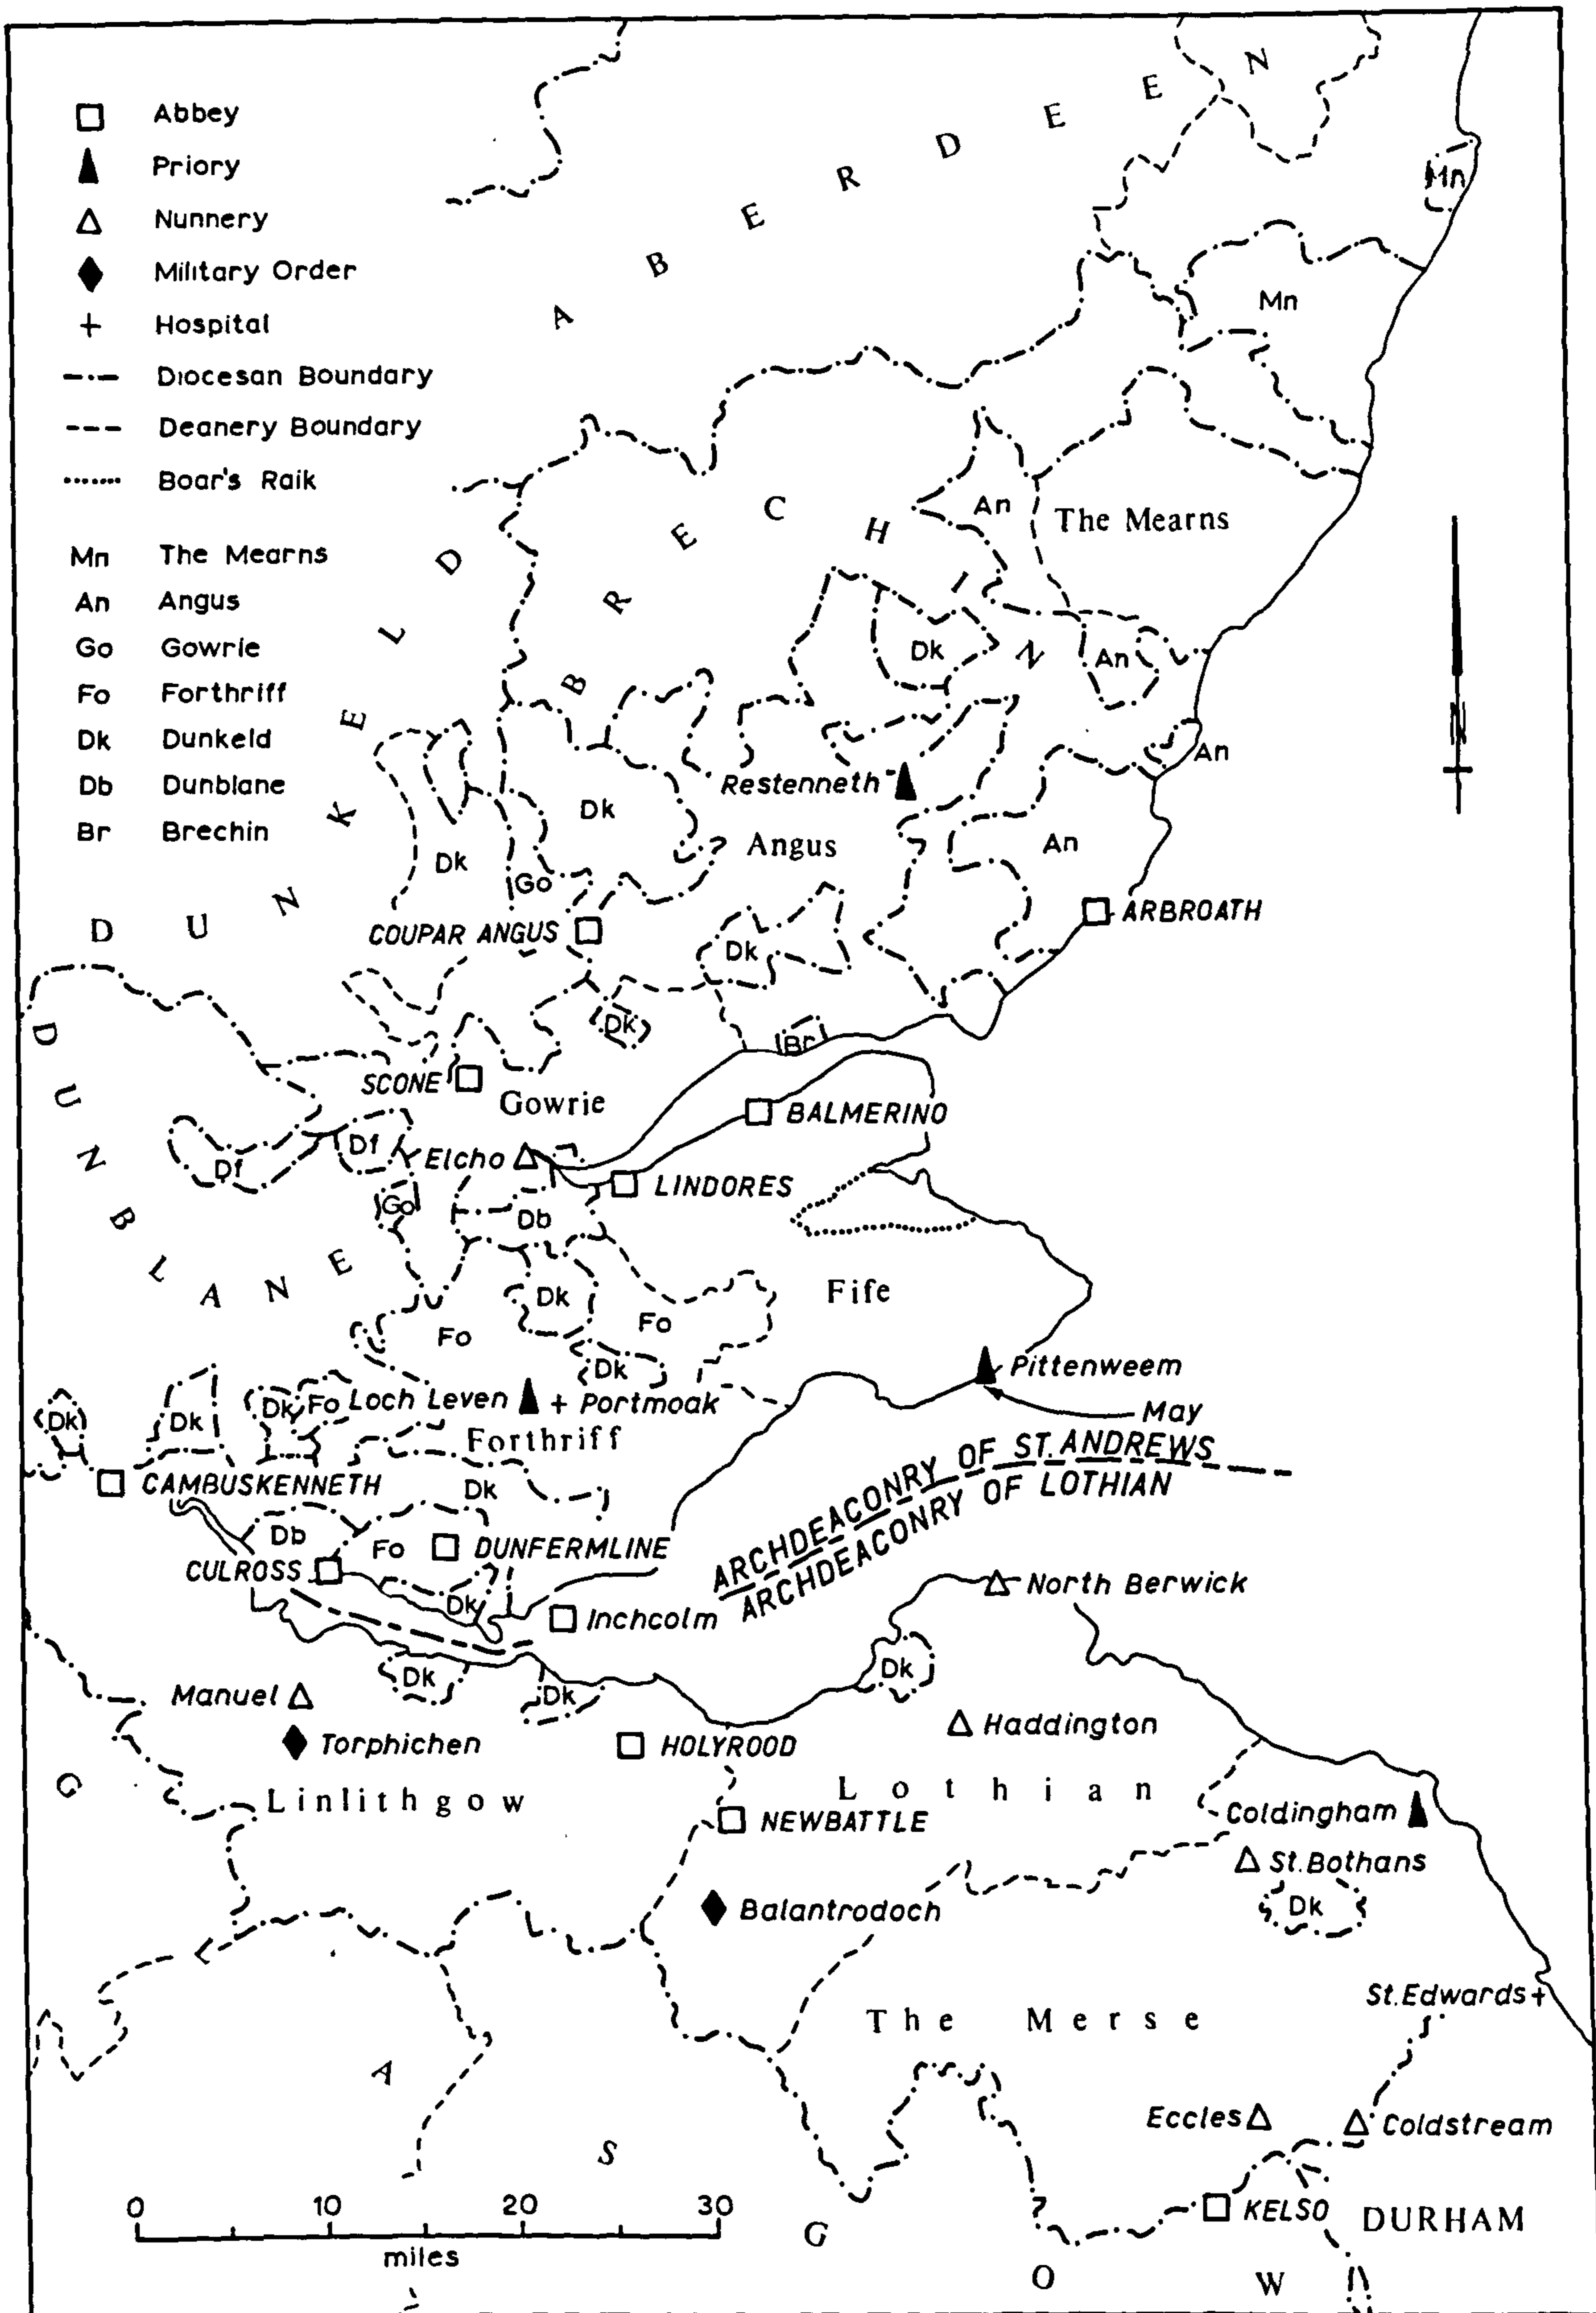 Abbey
Priory
Nunnery
Military Order
+ Hospital
Diocesan Boundary
Deanery Boundary
Boar's Raik
Mn The Mearns
An Angus
Go Gowrie
Fo Forthriff
Dk Dunkeld
Db Dunblane
Br Brechin
ABERDEEN
Mn
Mn
BRECHIN
An
The Mearns
DUNKELD
Dk
An
N
An
Restenneth
Dk
Angus
An
Dk
Go
ARBROATH
COUPAR ANGUS
Dk
Dk
Br
DUNBLANE
SCONE
Gowrie
BALMERINO
Df
Df
Elcho
LINDORES
Go
Db
Dk
Fife
Fo
Fo
Dk
Pittenweem
Dk
Dk
Dk
Fo
Loch Leven
+ Portmoak
May
Forthriff
ARCHDEACONRY OF ST. ANDREWS
ARCHDEACONRY OF LOTHIAN
CAMBUSKENNETH
Dk
Db
Fo
DUNFERMLINE
CULROSS
Dk
Inchcolm
North Berwick
Dk
Dk
Dk
Manuel
Torphichen
HOLYROOD
Haddington
Linlithgow
Lothian
NEWBATTLE
Coldingham
St. Bothans
Balantrodoch
Dk
St. Edwards+
The Merse
Eccles
Coldstream
KELSO
DURHAM
GLASGOW
0 10 20 30
miles